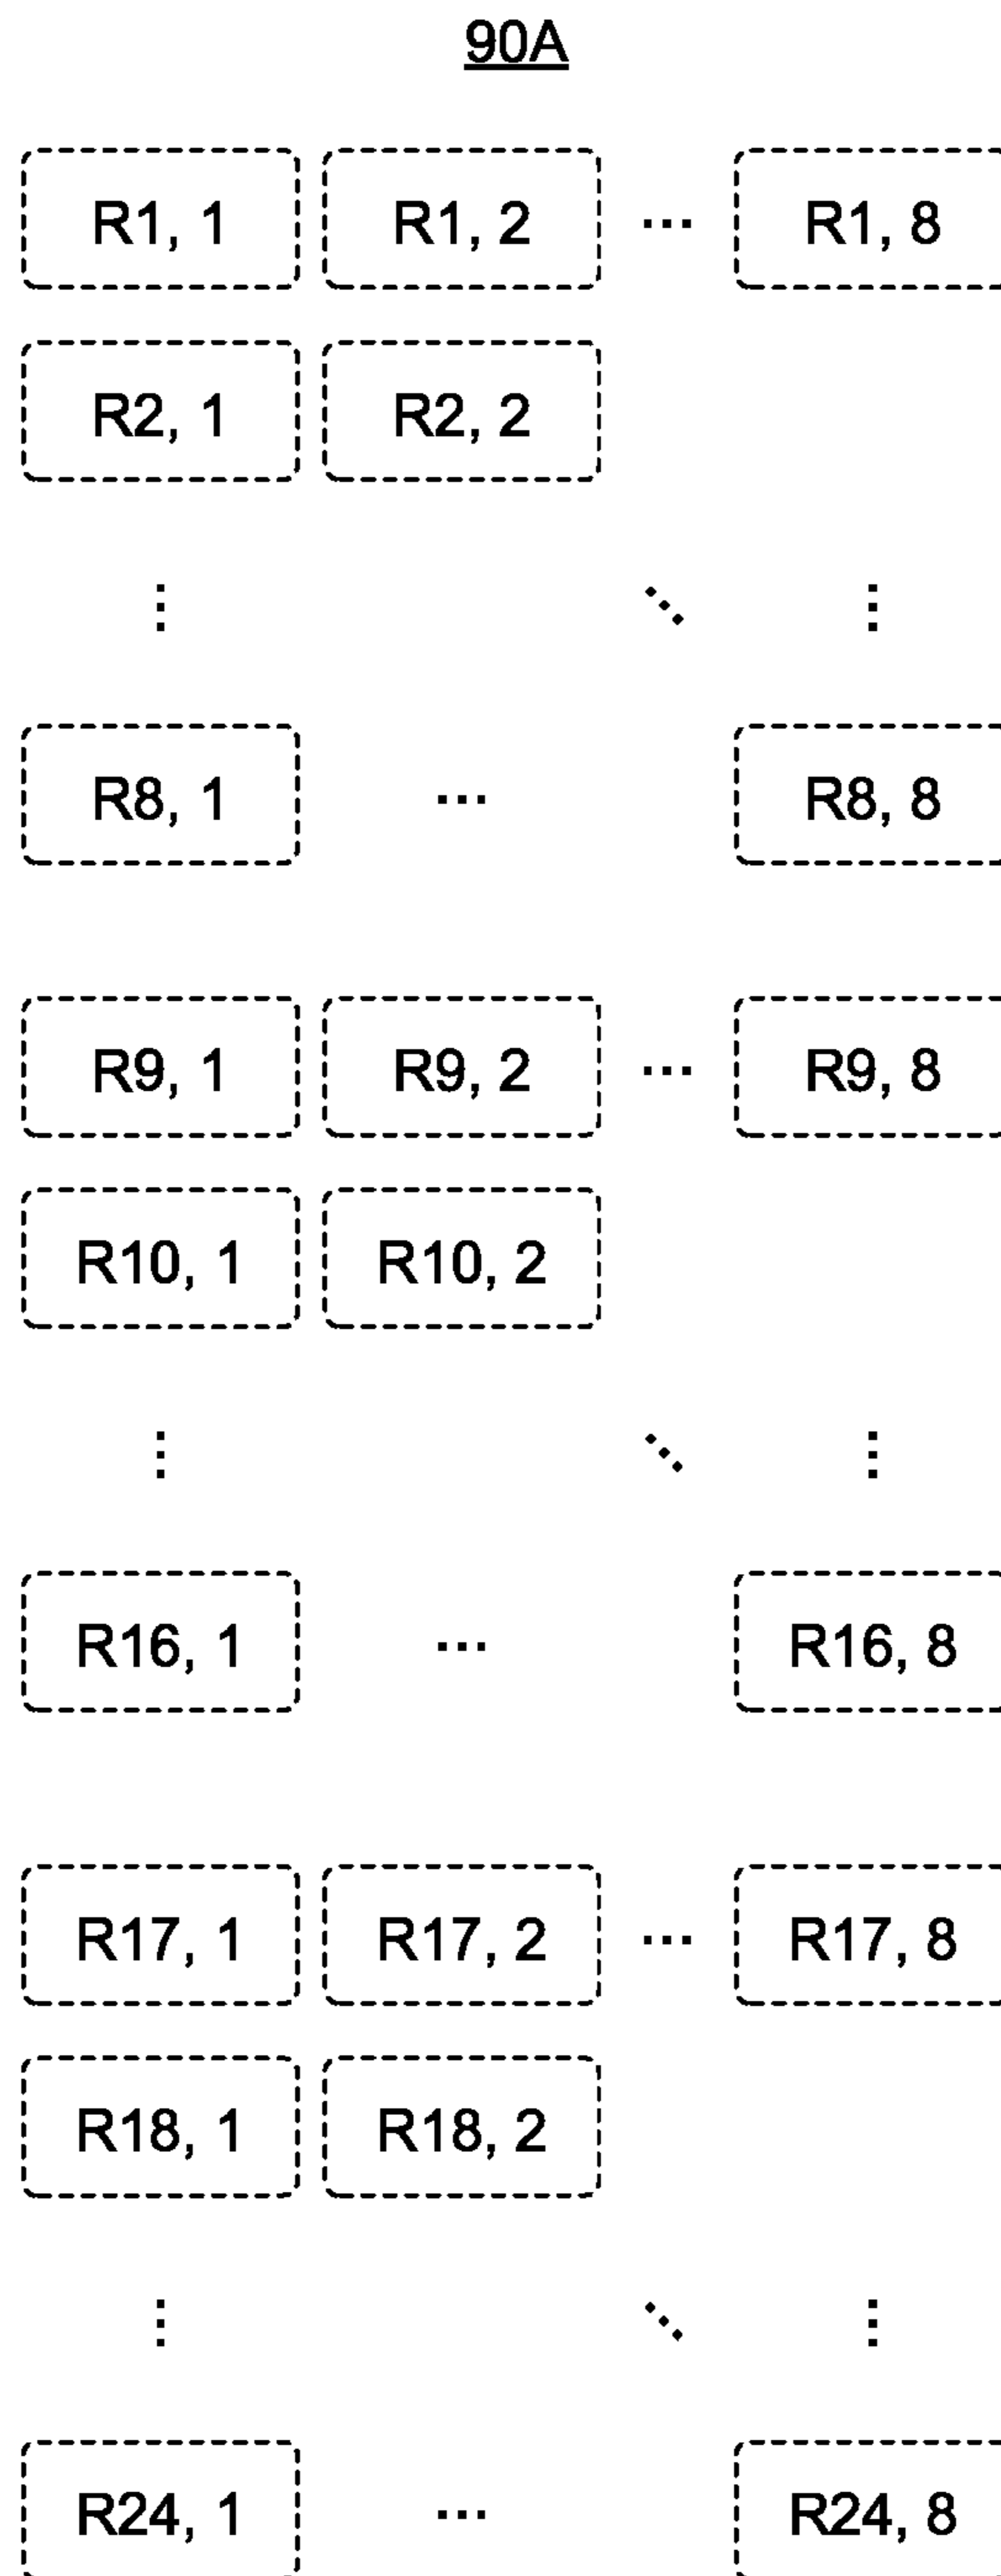 90A
R1, 1 R1, 2 ... R1, 8
R2, 1 R2, 2
⋮ ⋱ ⋮
R8, 1 ... R8, 8
R9, 1 R9, 2 ... R9, 8
R10, 1 R10, 2
⋮ ⋱ ⋮
R16, 1 ... R16, 8
R17, 1 R17, 2 ... R17, 8
R18, 1 R18, 2
⋮ ⋱ ⋮
R24, 1 ... R24, 8